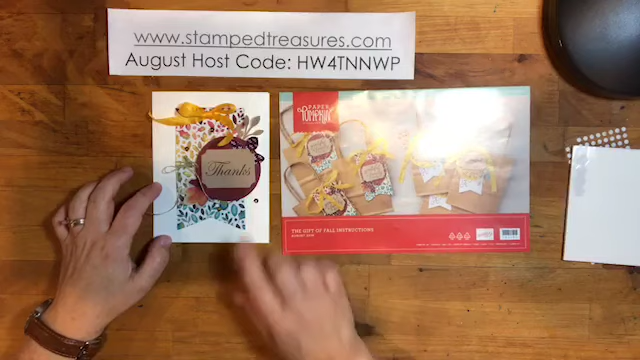 www.stampedtreasures.com
August Host Code: HW4TNNWP
Thanks
PAPER
PUMPKIN
THE GIFT OF FALL INSTRUCTIONS